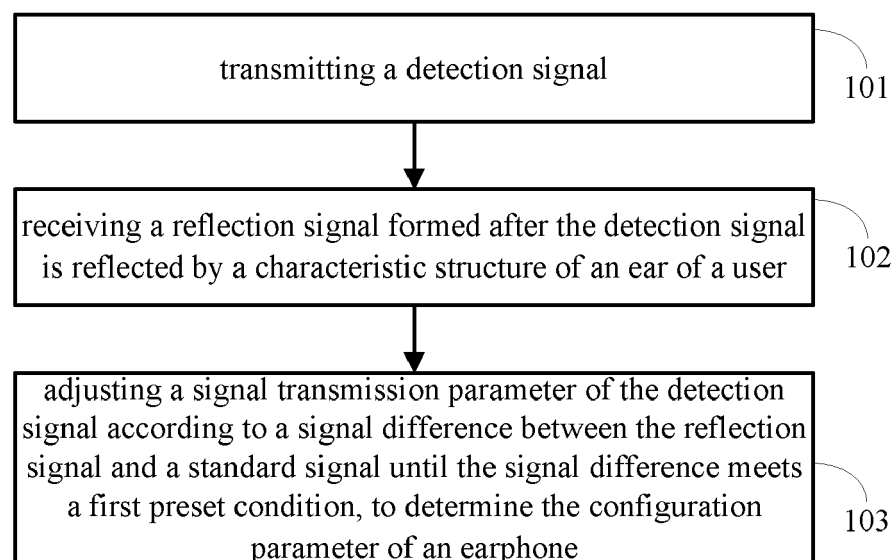 transmitting a detection signal
101
receiving a reflection signal formed after the detection signal
is reflected by a characteristic structure of an ear of a user
102
adjusting a signal transmission parameter of the detection
signal according to a signal difference between the reflection
signal and a standard signal until the signal difference meets
a first preset condition, to determine the configuration
parameter of an earphone
103